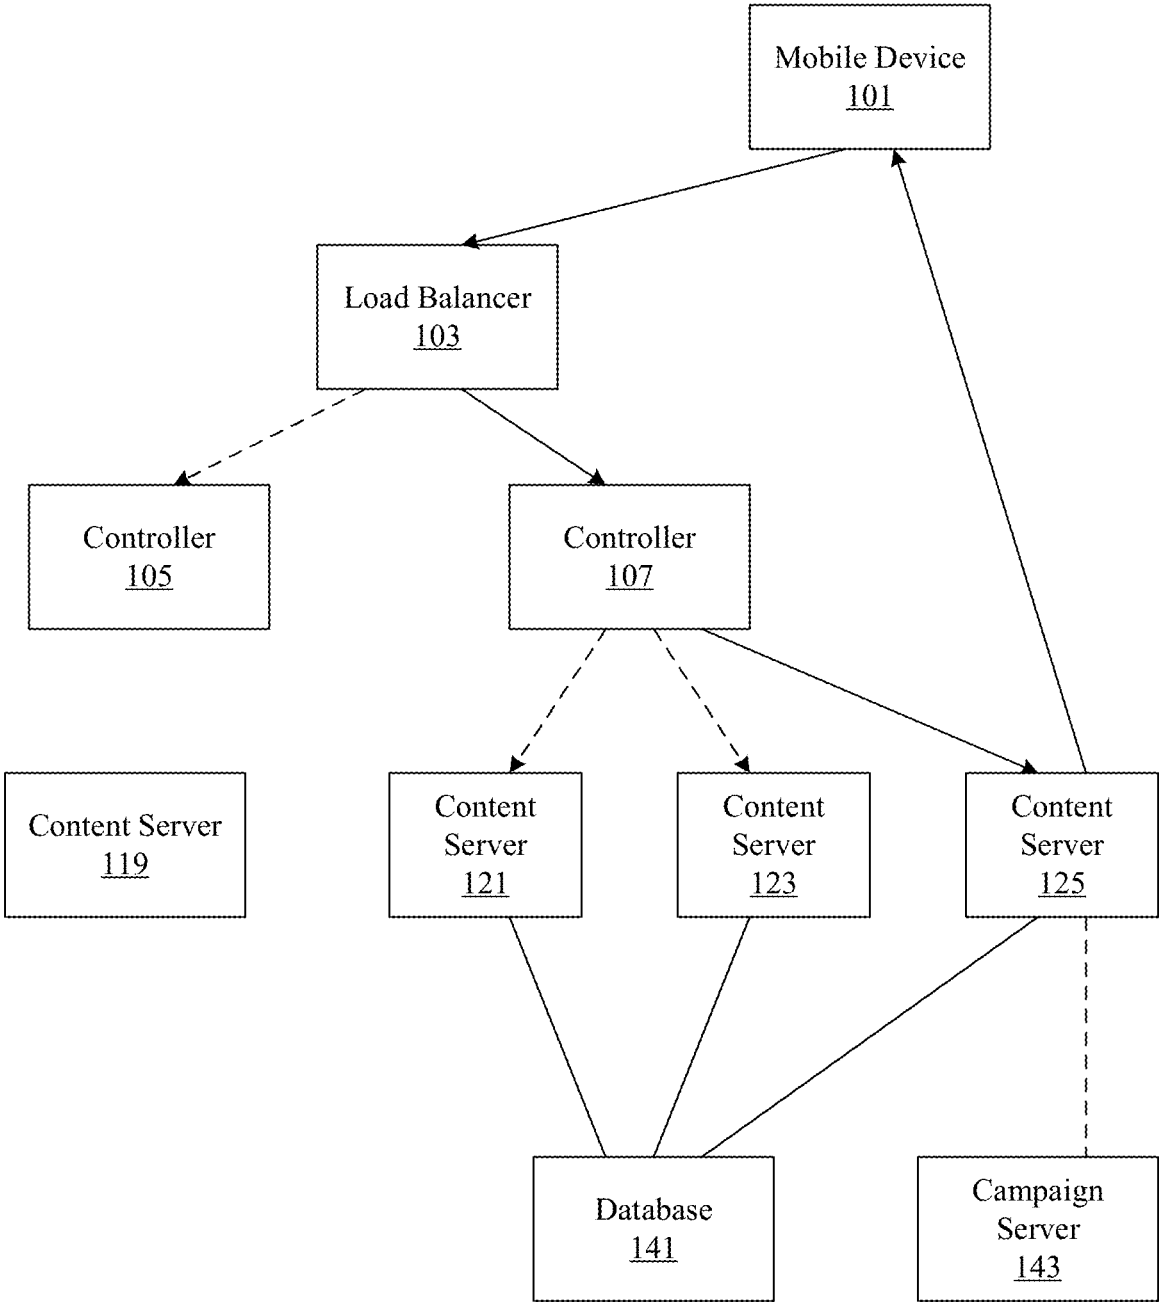 Mobile Device
101
Load Balancer
103
Controller
105
Controller
107
Content Server
119
Content
Server
121
Content
Server
123
Content
Server
125
Database
141
Campaign
Server
143